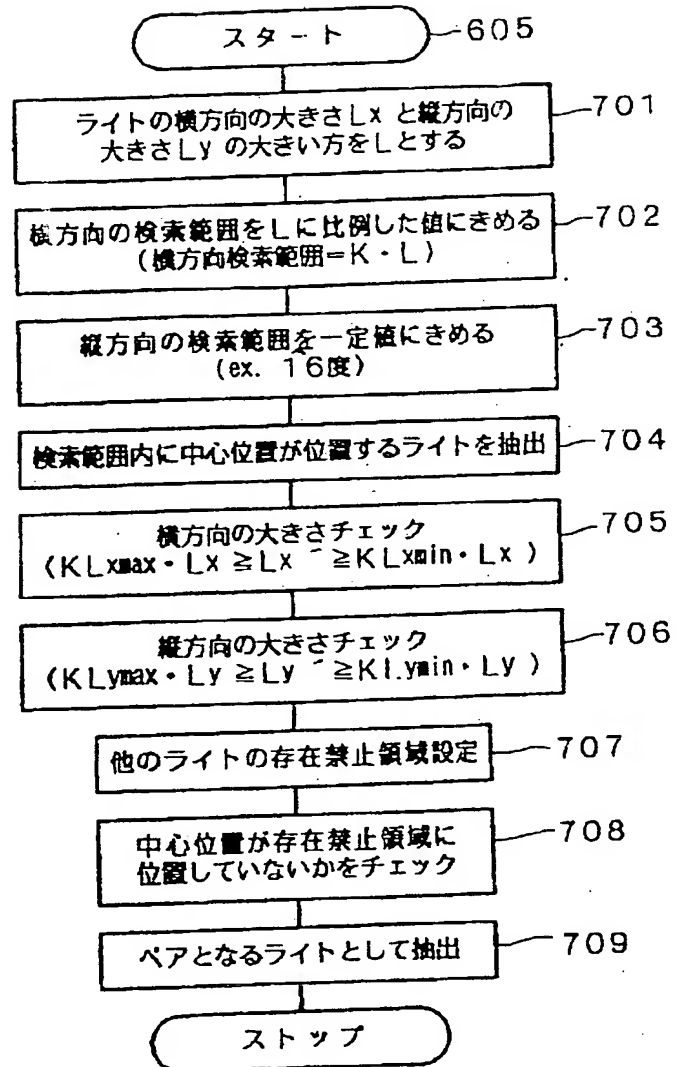 スタート
605
ライトの横方向の大きさLx と縦方向の
大きさLy の大きい方をLとする
701
横方向の検索範囲をLに比例した値にきめる
(横方向検索範囲=K・L)
702
縦方向の検索範囲を一定値にきめる
(ex. 16度)
703
検索範囲内に中心位置が位置するライトを抽出
704
横方向の大きさチェック
(KLxmax・Lx ≧Lx ´≧KLxmin・Lx )
705
縦方向の大きさチェック
(KLymax・Ly ≧Ly ´≧KLymin・Ly )
706
他のライトの存在禁止領域設定
707
中心位置が存在禁止領域に
位置していないかをチェック
708
ペアとなるライトとして抽出
709
ストップ